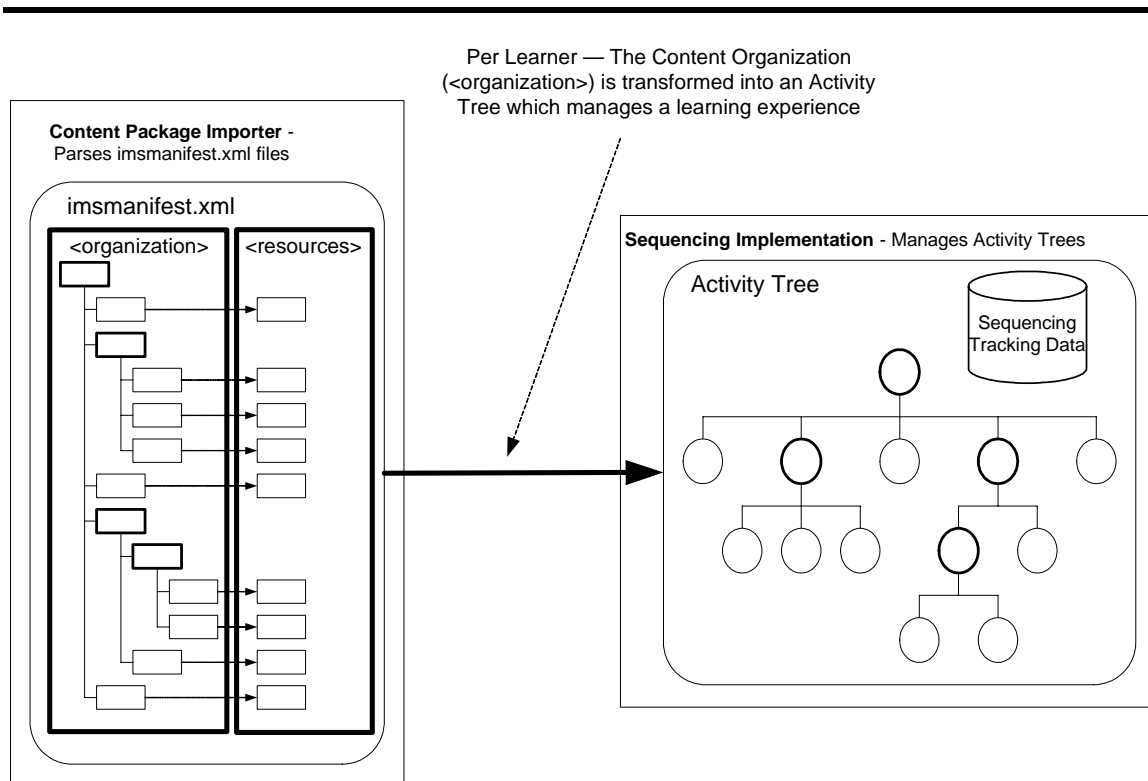 Per Learner — The Content Organization
(<organization>) is transformed into an Activity
Tree which manages a learning experience
Content Package Importer -
Parses imsmanifest.xml files
imsmanifest.xml
<organization>
<resources>
Sequencing Implementation - Manages Activity Trees
Activity Tree
Sequencing
Tracking Data